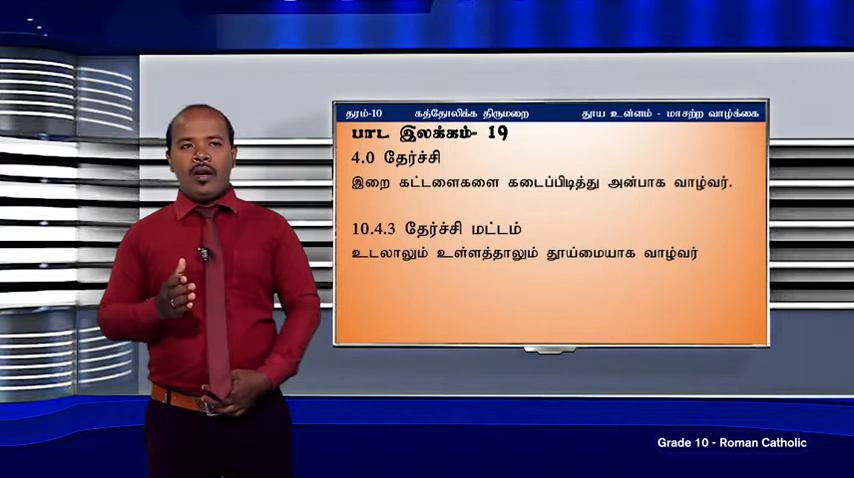 தரம்-10 கத்தோலிக்க திருமறை தூய உள்ளம் - மாசற்ற வாழ்க்கை
பாட இலக்கம்- 19
4.0 தேர்ச்சி
இறை கட்டளைகளை கடைப்பிடித்து அன்பாக வாழ்வர்.
10.4.3 தேர்ச்சி மட்டம்
உடலாலும் உள்ளத்தாலும் தூய்மையாக வாழ்வர்
Grade 10 - Roman Catholic